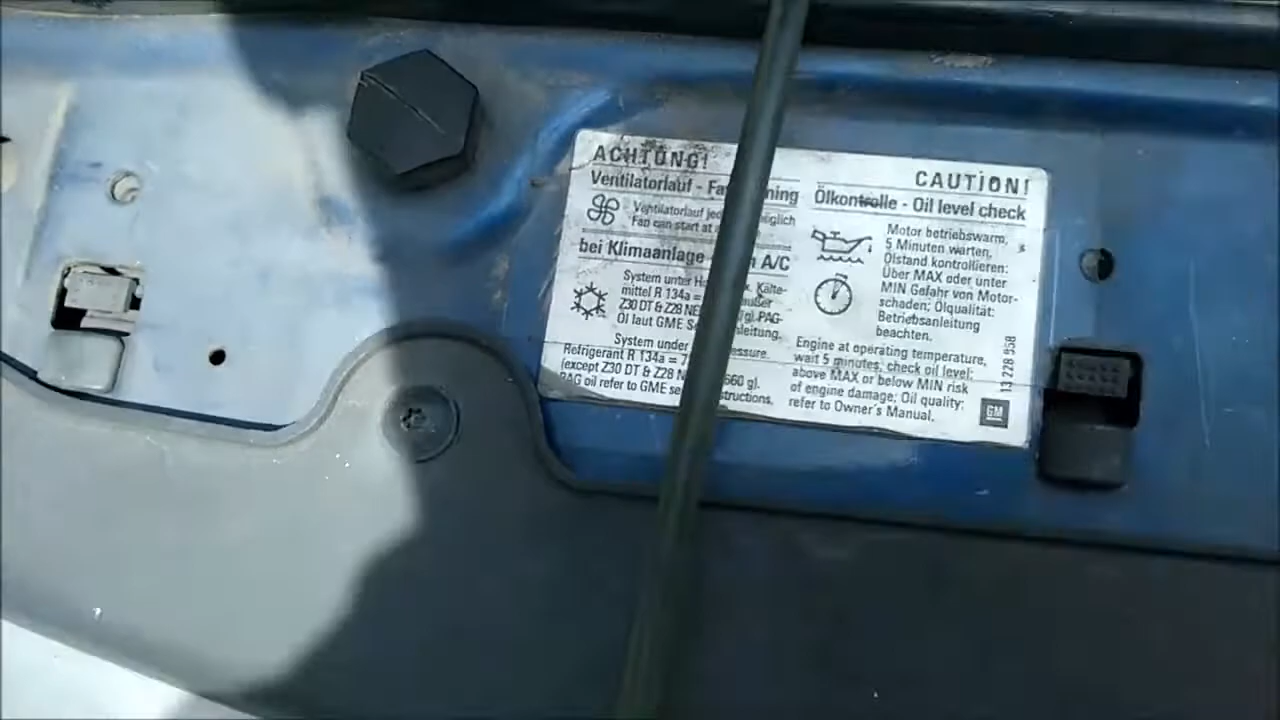 ACHTUNG!
Ventilatorlauf - Fa ning
Ventilatorlauf möglich
Fan can start at
bei Klimaanlage A/C
System unter Kälte-
mittel R 134a = außer
Z30 DT & Z28 NE PAG-
Öl laut GME
System under pressure.
Refrigerant R 134a = 7
(except Z30 DT & Z28 660 g).
PAG oil refer to GME
CAUTION!
Ölkontrolle - Oil level check
Motor betriebswarm,
5 Minuten warten,
Ölstand kontrollieren:
Über MAX oder unter
MIN Gefahr von Motor-
schaden; Ölqualität:
Betriebsanleitung
beachten.
Engine at operating temperature,
wait 5 minutes, check oil level;
above MAX or below MIN risk
of engine damage; Oil quality:
refer to Owner's Manual.
13 228 958
GM